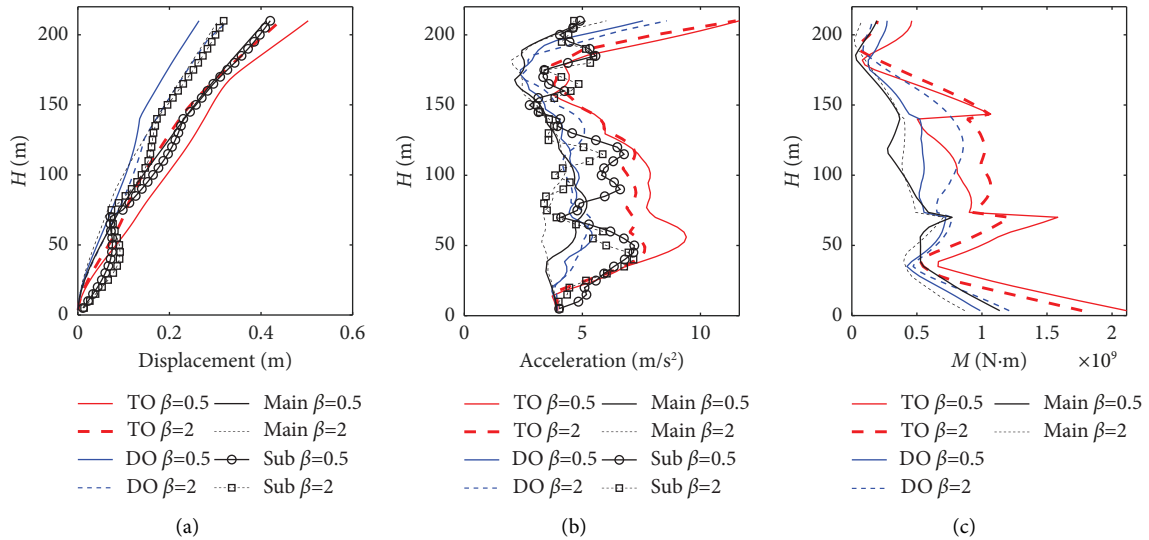 200
150
100
50
0
H (m)
0
0.2
0.4
0.6
Displacement (m)
TO β=0.5
Main β=0.5
TO β=2
Main β=2
DO β=0.5
Sub β=0.5
DO β=2
Sub β=2
(a)
200
150
100
50
0
H (m)
0
5
10
Acceleration (m/s²)
TO β=0.5
Main β=0.5
TO β=2
Main β=2
DO β=0.5
Sub β=0.5
DO β=2
Sub β=2
(b)
200
150
100
50
0
H (m)
0
0.5
1
1.5
2
M (N·m)
×10⁹
TO β=0.5
Main β=0.5
TO β=2
Main β=2
DO β=0.5
DO β=2
(c)